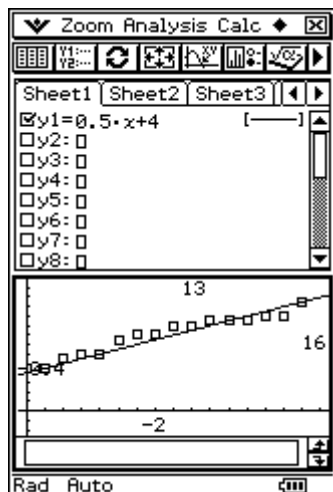 Zoom Analysis Calc
Sheet1 Sheet2 Sheet3
y1=0.5·x+4 [——]
y2:
y3:
y4:
y5:
y6:
y7:
y8:
13
16
-2
Rad Auto